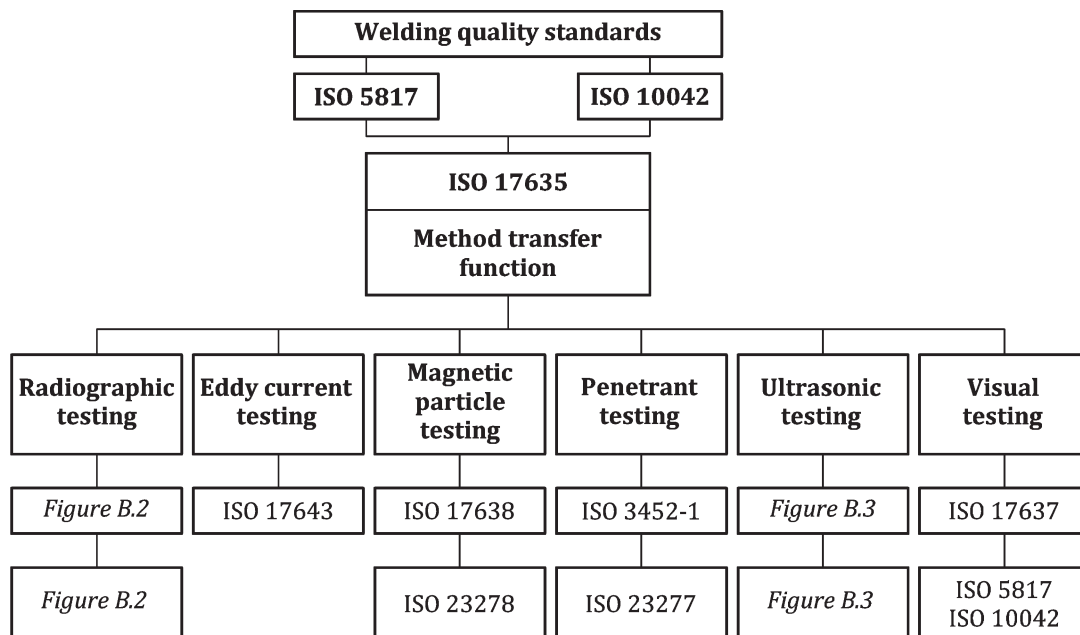 Welding quality standards
ISO 5817
ISO 10042
ISO 17635
Method transfer
function
Radiographic
testing
Eddy current
testing
Magnetic
particle
testing
Penetrant
testing
Ultrasonic
testing
Visual
testing
Figure B.2
ISO 17643
ISO 17638
ISO 3452-1
Figure B.3
ISO 17637
Figure B.2
ISO 23278
ISO 23277
Figure B.3
ISO 5817
ISO 10042